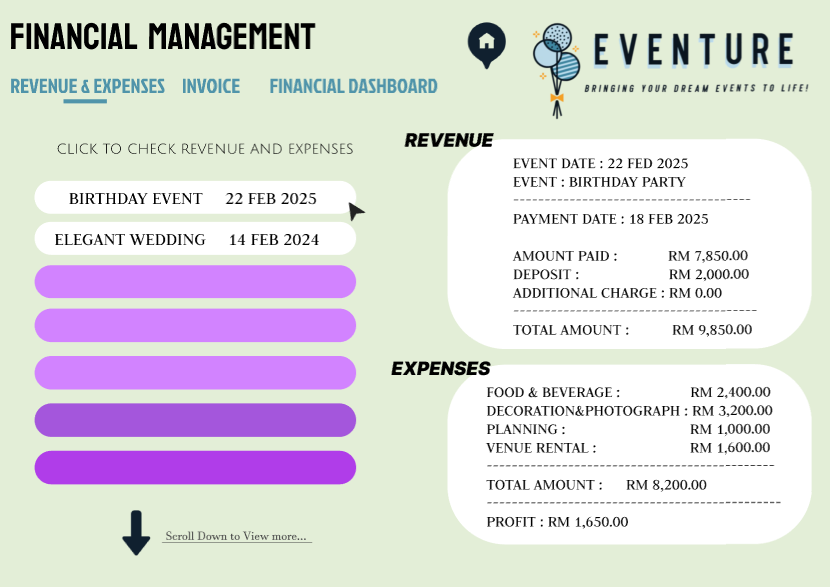 FINANCIAL MANAGEMENT
REVENUE & EXPENSES INVOICE FINANCIAL DASHBOARD
EVENTURE
BRINGING YOUR DREAM EVENTS TO LIFE!
CLICK TO CHECK REVENUE AND EXPENSES
BIRTHDAY EVENT 22 FEB 2025
ELEGANT WEDDING 14 FEB 2024
Scroll Down to View more...
REVENUE
EVENT DATE : 22 FED 2025
EVENT : BIRTHDAY PARTY
PAYMENT DATE : 18 FEB 2025
AMOUNT PAID : RM 7,850.00
DEPOSIT : RM 2,000.00
ADDITIONAL CHARGE : RM 0.00
TOTAL AMOUNT : RM 9,850.00
EXPENSES
FOOD & BEVERAGE : RM 2,400.00
DECORATION&PHOTOGRAPH : RM 3,200.00
PLANNING : RM 1,000.00
VENUE RENTAL : RM 1,600.00
TOTAL AMOUNT : RM 8,200.00
PROFIT : RM 1,650.00